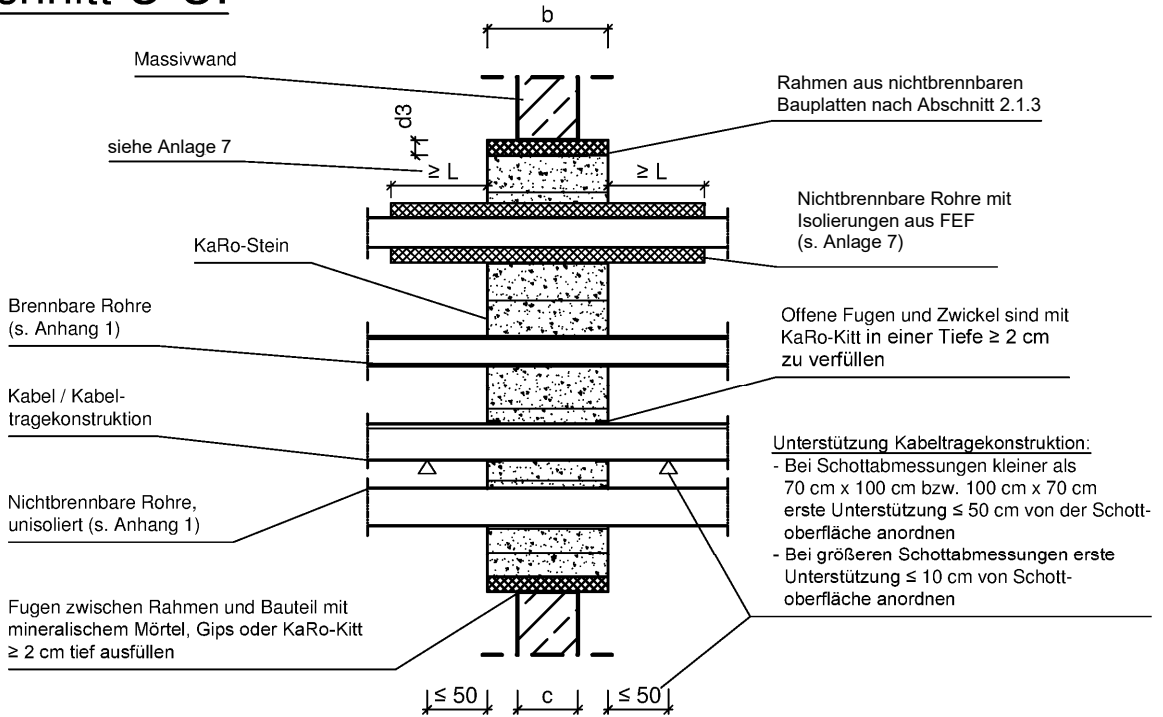 b
Massivwand
Rahmen aus nichtbrennbaren
Bauplatten nach Abschnitt 2.1.3
d3
siehe Anlage 7
≥ L
≥ L
Nichtbrennbare Rohre mit
Isolierungen aus FEF
(s. Anlage 7)
KaRo-Stein
Brennbare Rohre
(s. Anhang 1)
Offene Fugen und Zwickel sind mit
KaRo-Kitt in einer Tiefe ≥ 2 cm
zu verfüllen
Kabel / Kabel-
tragekonstruktion
Unterstützung Kabeltragekonstruktion:
- Bei Schottabmessungen kleiner als
70 cm x 100 cm bzw. 100 cm x 70 cm
erste Unterstützung ≤ 50 cm von der Schott-
oberfläche anordnen
- Bei größeren Schottabmessungen erste
Unterstützung ≤ 10 cm von Schott-
oberfläche anordnen
Nichtbrennbare Rohre,
unisoliert (s. Anhang 1)
Fugen zwischen Rahmen und Bauteil mit
mineralischem Mörtel, Gips oder KaRo-Kitt
≥ 2 cm tief ausfüllen
≤ 50
c
≤ 50